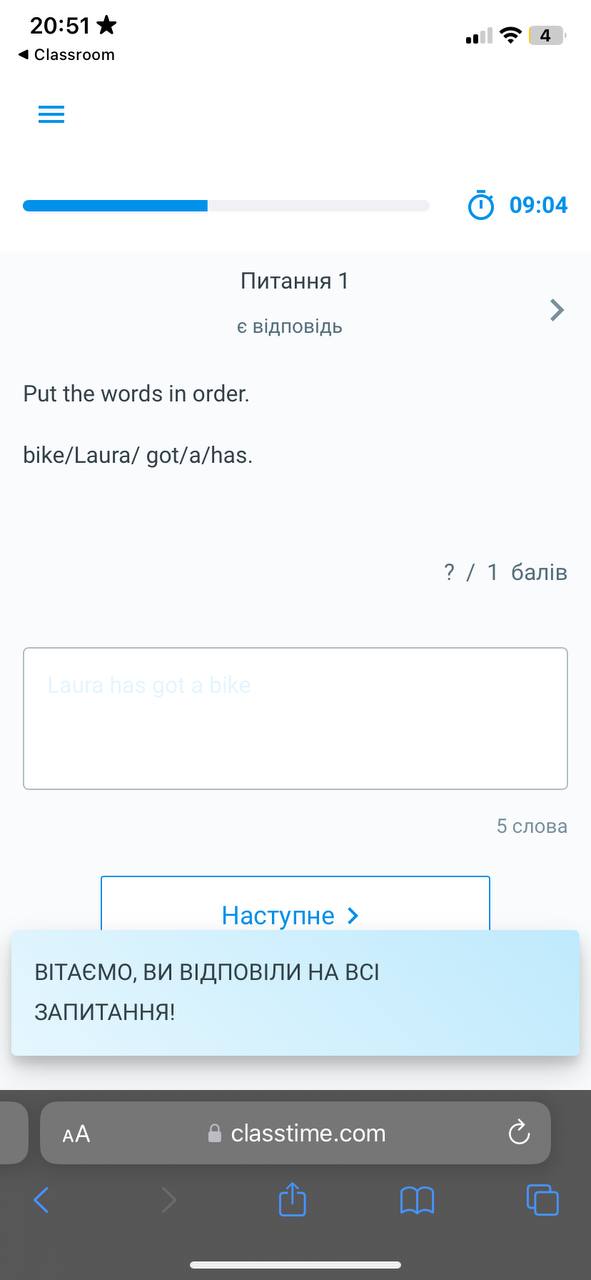 20:51 ★
4
◀ Classroom
09:04
Питання 1
є відповідь
Put the words in order.
bike/Laura/ got/a/has.
? / 1 балів
Laura has got a bike
5 слова
Наступне
ВІТАЄМО, ВИ ВІДПОВІЛИ НА ВСІ
ЗАПИТАННЯ!
AA
classtime.com